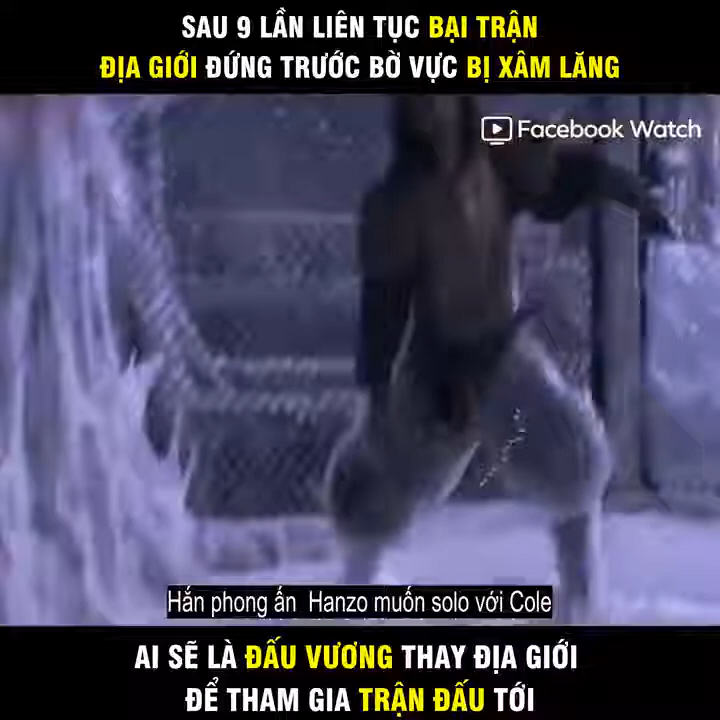 SAU 9 LẦN LIÊN TỤC BẠI TRẬN
ĐỊA GIỚI ĐỨNG TRƯỚC BỜ VỰC BỊ XÂM LĂNG
Facebook Watch
Hắn phong ấn Hanzo muốn solo với Cole
AI SẼ LÀ ĐẤU VƯƠNG THAY ĐỊA GIỚI
ĐỂ THAM GIA TRẬN ĐẤU TỚI